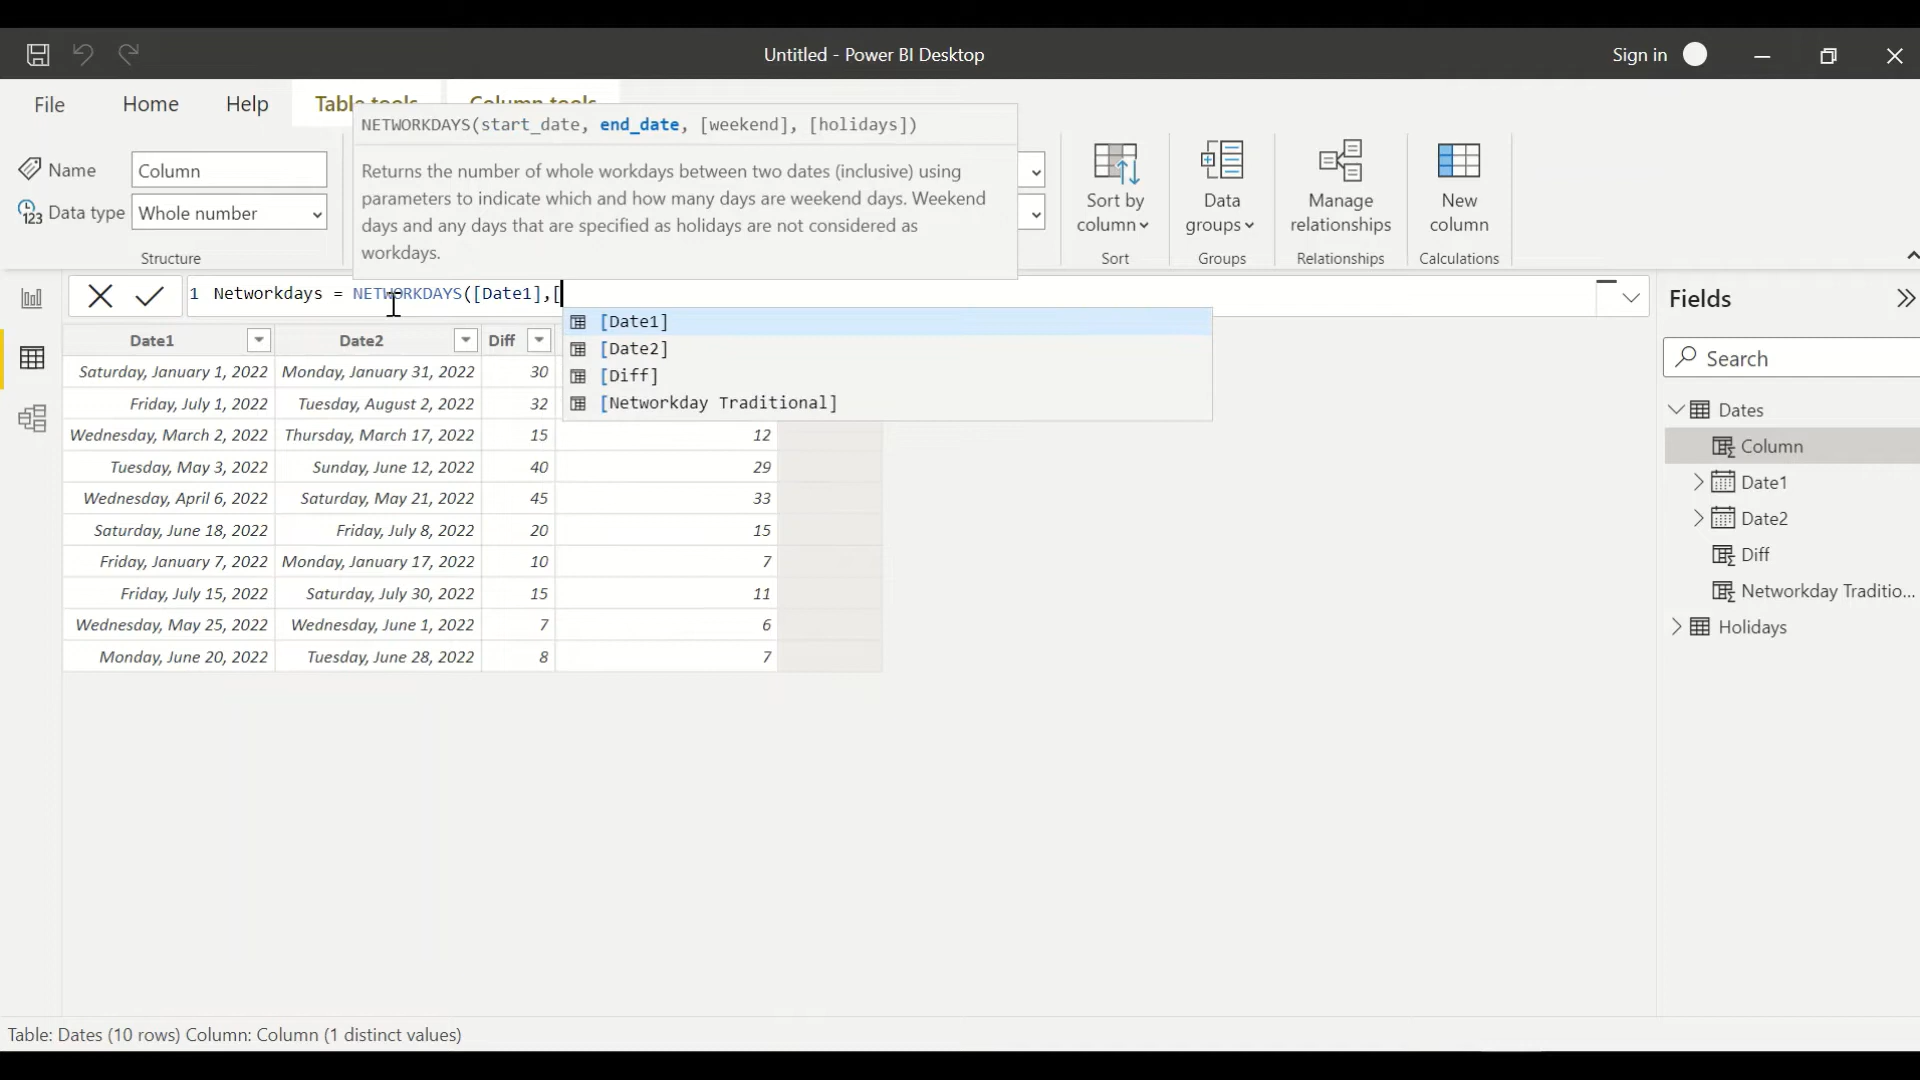 Untitled - Power BI Desktop
Sign in
File
Home
Help
Table tools
Column tools
NETWORKDAYS(start_date, end_date, [weekend], [holidays])
Returns the number of whole workdays between two dates (inclusive) using
parameters to indicate which and how many days are weekend days. Weekend
days and any days that are specified as holidays are not considered as
workdays.
Name
Column
Data type
Whole number
Structure
Sort by
column
Sort
Data
groups
Groups
Manage
relationships
Relationships
New
column
Calculations
1 Networkdays = NETWORKDAYS([Date1],[
[Date1]
[Date2]
[Diff]
[Networkday Traditional]
Date1 Date2 Diff
Saturday, January 1, 2022 Monday, January 31, 2022 30
Friday, July 1, 2022 Tuesday, August 2, 2022 32
Wednesday, March 2, 2022 Thursday, March 17, 2022 15 12
Tuesday, May 3, 2022 Sunday, June 12, 2022 40 29
Wednesday, April 6, 2022 Saturday, May 21, 2022 45 33
Saturday, June 18, 2022 Friday, July 8, 2022 20 15
Friday, January 7, 2022 Monday, January 17, 2022 10 7
Friday, July 15, 2022 Saturday, July 30, 2022 15 11
Wednesday, May 25, 2022 Wednesday, June 1, 2022 7 6
Monday, June 20, 2022 Tuesday, June 28, 2022 8 7
Fields
Search
Dates
Column
Date1
Date2
Diff
Networkday Traditio...
Holidays
Table: Dates (10 rows) Column: Column (1 distinct values)